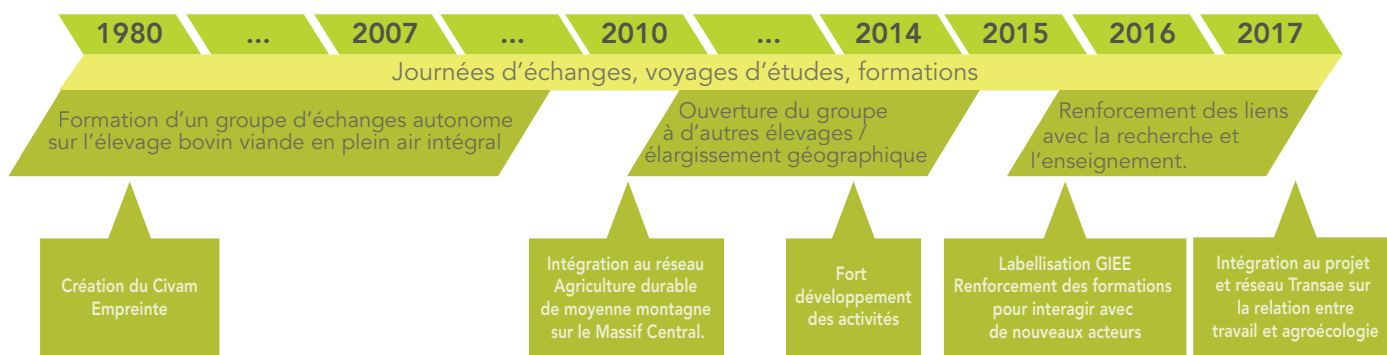 1980 ... 2007 ... 2010 ... 2014 2015 2016 2017
Journées d'échanges, voyages d'études, formations
Formation d'un groupe d'échanges autonome
sur l'élevage bovin viande en plein air intégral
Ouverture du groupe
à d'autres élevages /
élargissement géographique
Renforcement des liens
avec la recherche et
l'enseignement.
Création du Civam
Empreinte
Intégration au réseau
Agriculture durable
de moyenne montagne
sur le Massif Central.
Fort
développement
des activités
Labellisation GIEE
Renforcement des formations
pour interagir avec
de nouveaux acteurs
Intégration au projet
et réseau Transae sur
la relation entre
travail et agroécologie